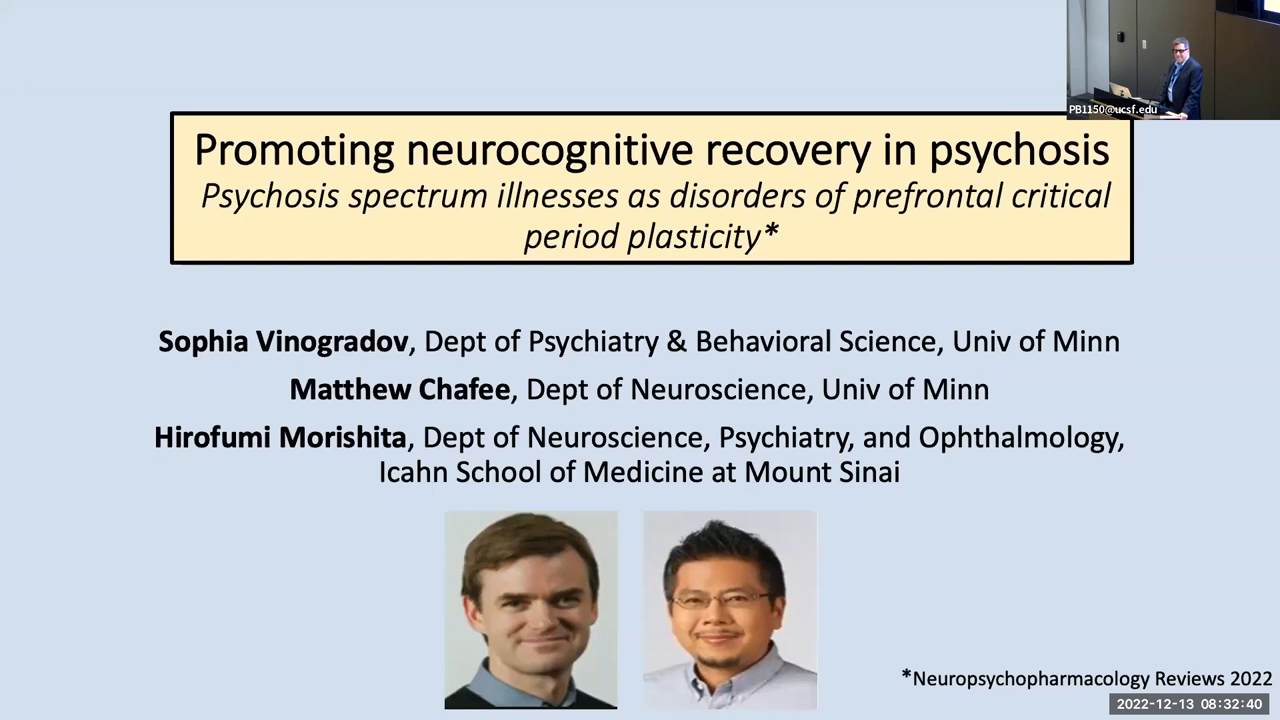 PB1150@ucsf.edu
Promoting neurocognitive recovery in psychosis
Psychosis spectrum illnesses as disorders of prefrontal critical
period plasticity*
Sophia Vinogradov, Dept of Psychiatry & Behavioral Science, Univ of Minn
Matthew Chafee, Dept of Neuroscience, Univ of Minn
Hirofumi Morishita, Dept of Neuroscience, Psychiatry, and Ophthalmology,
Icahn School of Medicine at Mount Sinai
*Neuropsychopharmacology Reviews 2022
2022-12-13 08:32:40